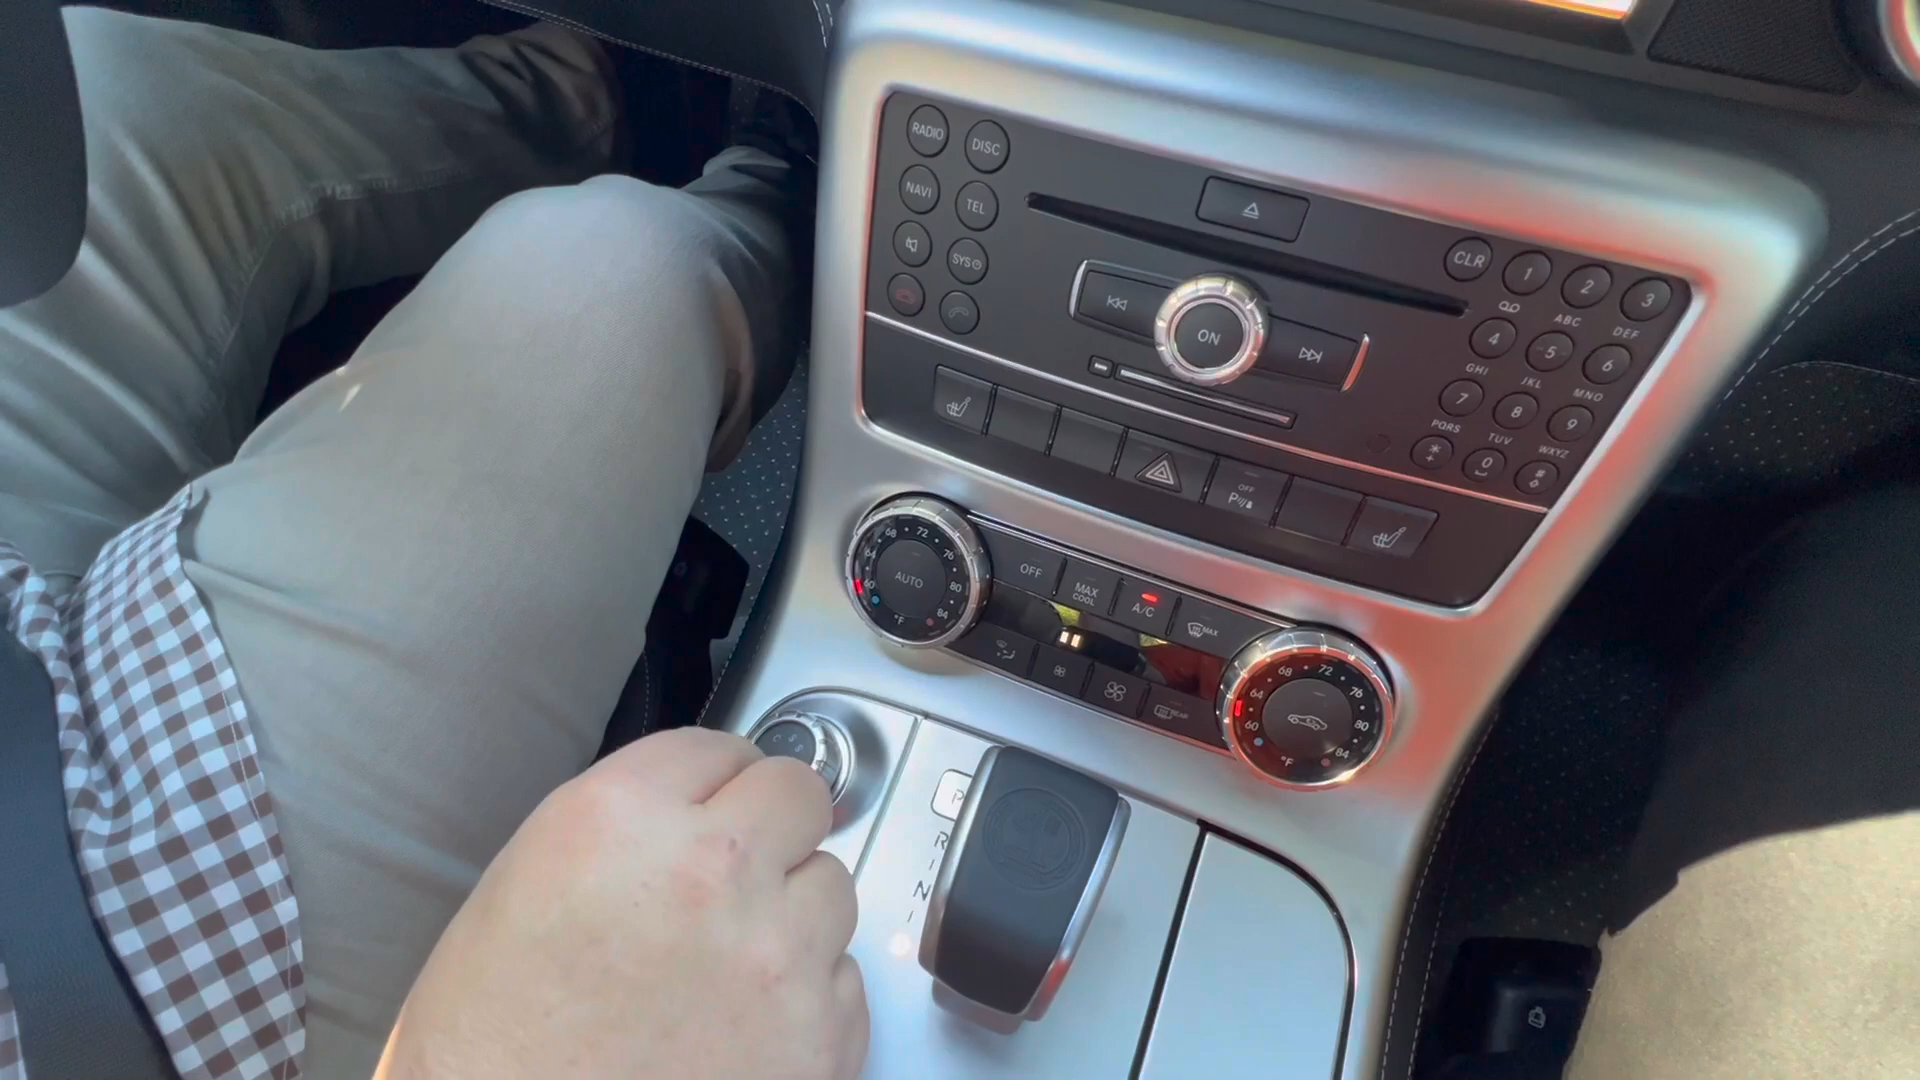 RADIO
DISC
NAVI
TEL
SYS
ON
CLR
1
2
3
ABC
DEF
4
5
6
GHI
JKL
MNO
7
8
9
PQRS
TUV
WXYZ
*
+
0
#
OFF
P
64
68
72
76
80
84
60
°F
AUTO
OFF
MAX
COOL
A/C
MAX
REAR
64
68
72
76
80
84
60
°F
C
S
P
R
N